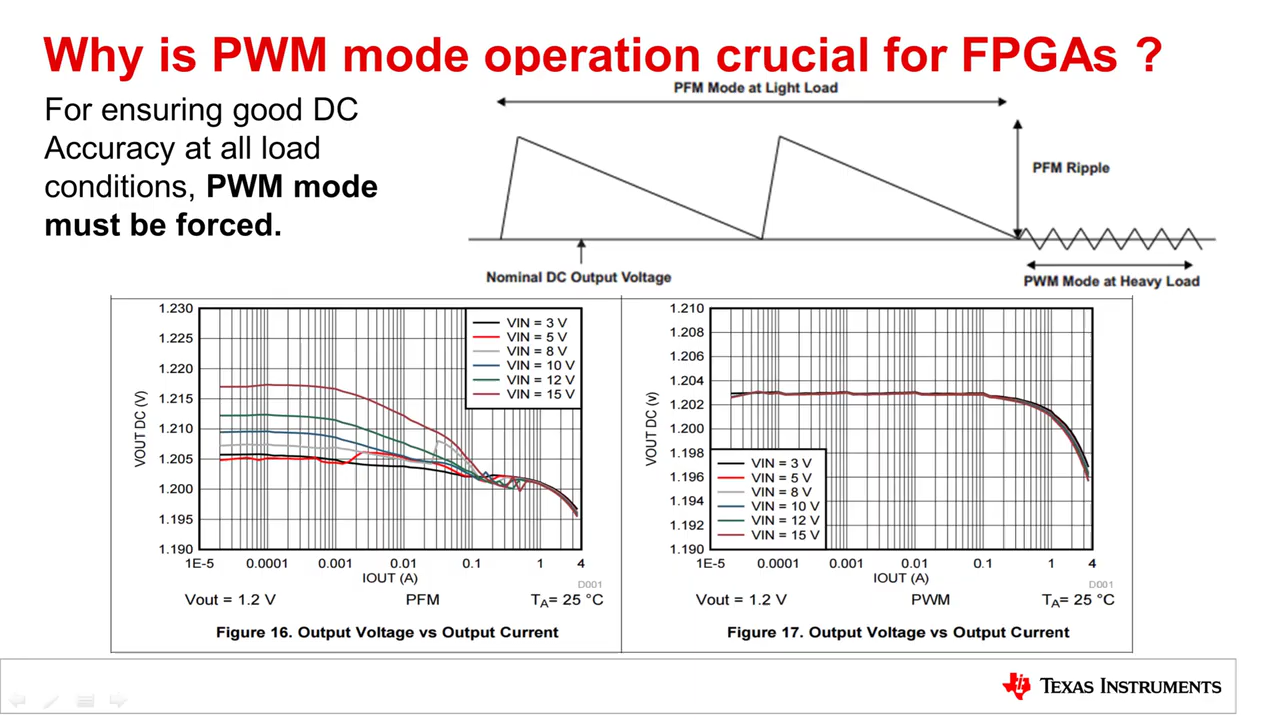 Why is PWM mode operation crucial for FPGAs ?
For ensuring good DC
Accuracy at all load
conditions, PWM mode
must be forced.
PFM Mode at Light Load
PFM Ripple
Nominal DC Output Voltage
PWM Mode at Heavy Load
1.230
1.225
1.220
1.215
1.210
1.205
1.200
1.195
1.190
VOUT DC (v)
VIN = 3 V
VIN = 5 V
VIN = 8 V
VIN = 10 V
VIN = 12 V
VIN = 15 V
1E-5 0.0001 0.001 0.01 0.1 1 4
IOUT (A)
D001
Vout = 1.2 V PFM TA= 25 °C
Figure 16. Output Voltage vs Output Current
1.210
1.208
1.206
1.204
1.202
1.200
1.198
1.196
1.194
1.192
1.190
VOUT DC (v)
VIN = 3 V
VIN = 5 V
VIN = 8 V
VIN = 10 V
VIN = 12 V
VIN = 15 V
1E-5 0.0001 0.001 0.01 0.1 1 4
IOUT (A)
D001
Vout = 1.2 V PWM TA= 25 °C
Figure 17. Output Voltage vs Output Current
TEXAS INSTRUMENTS